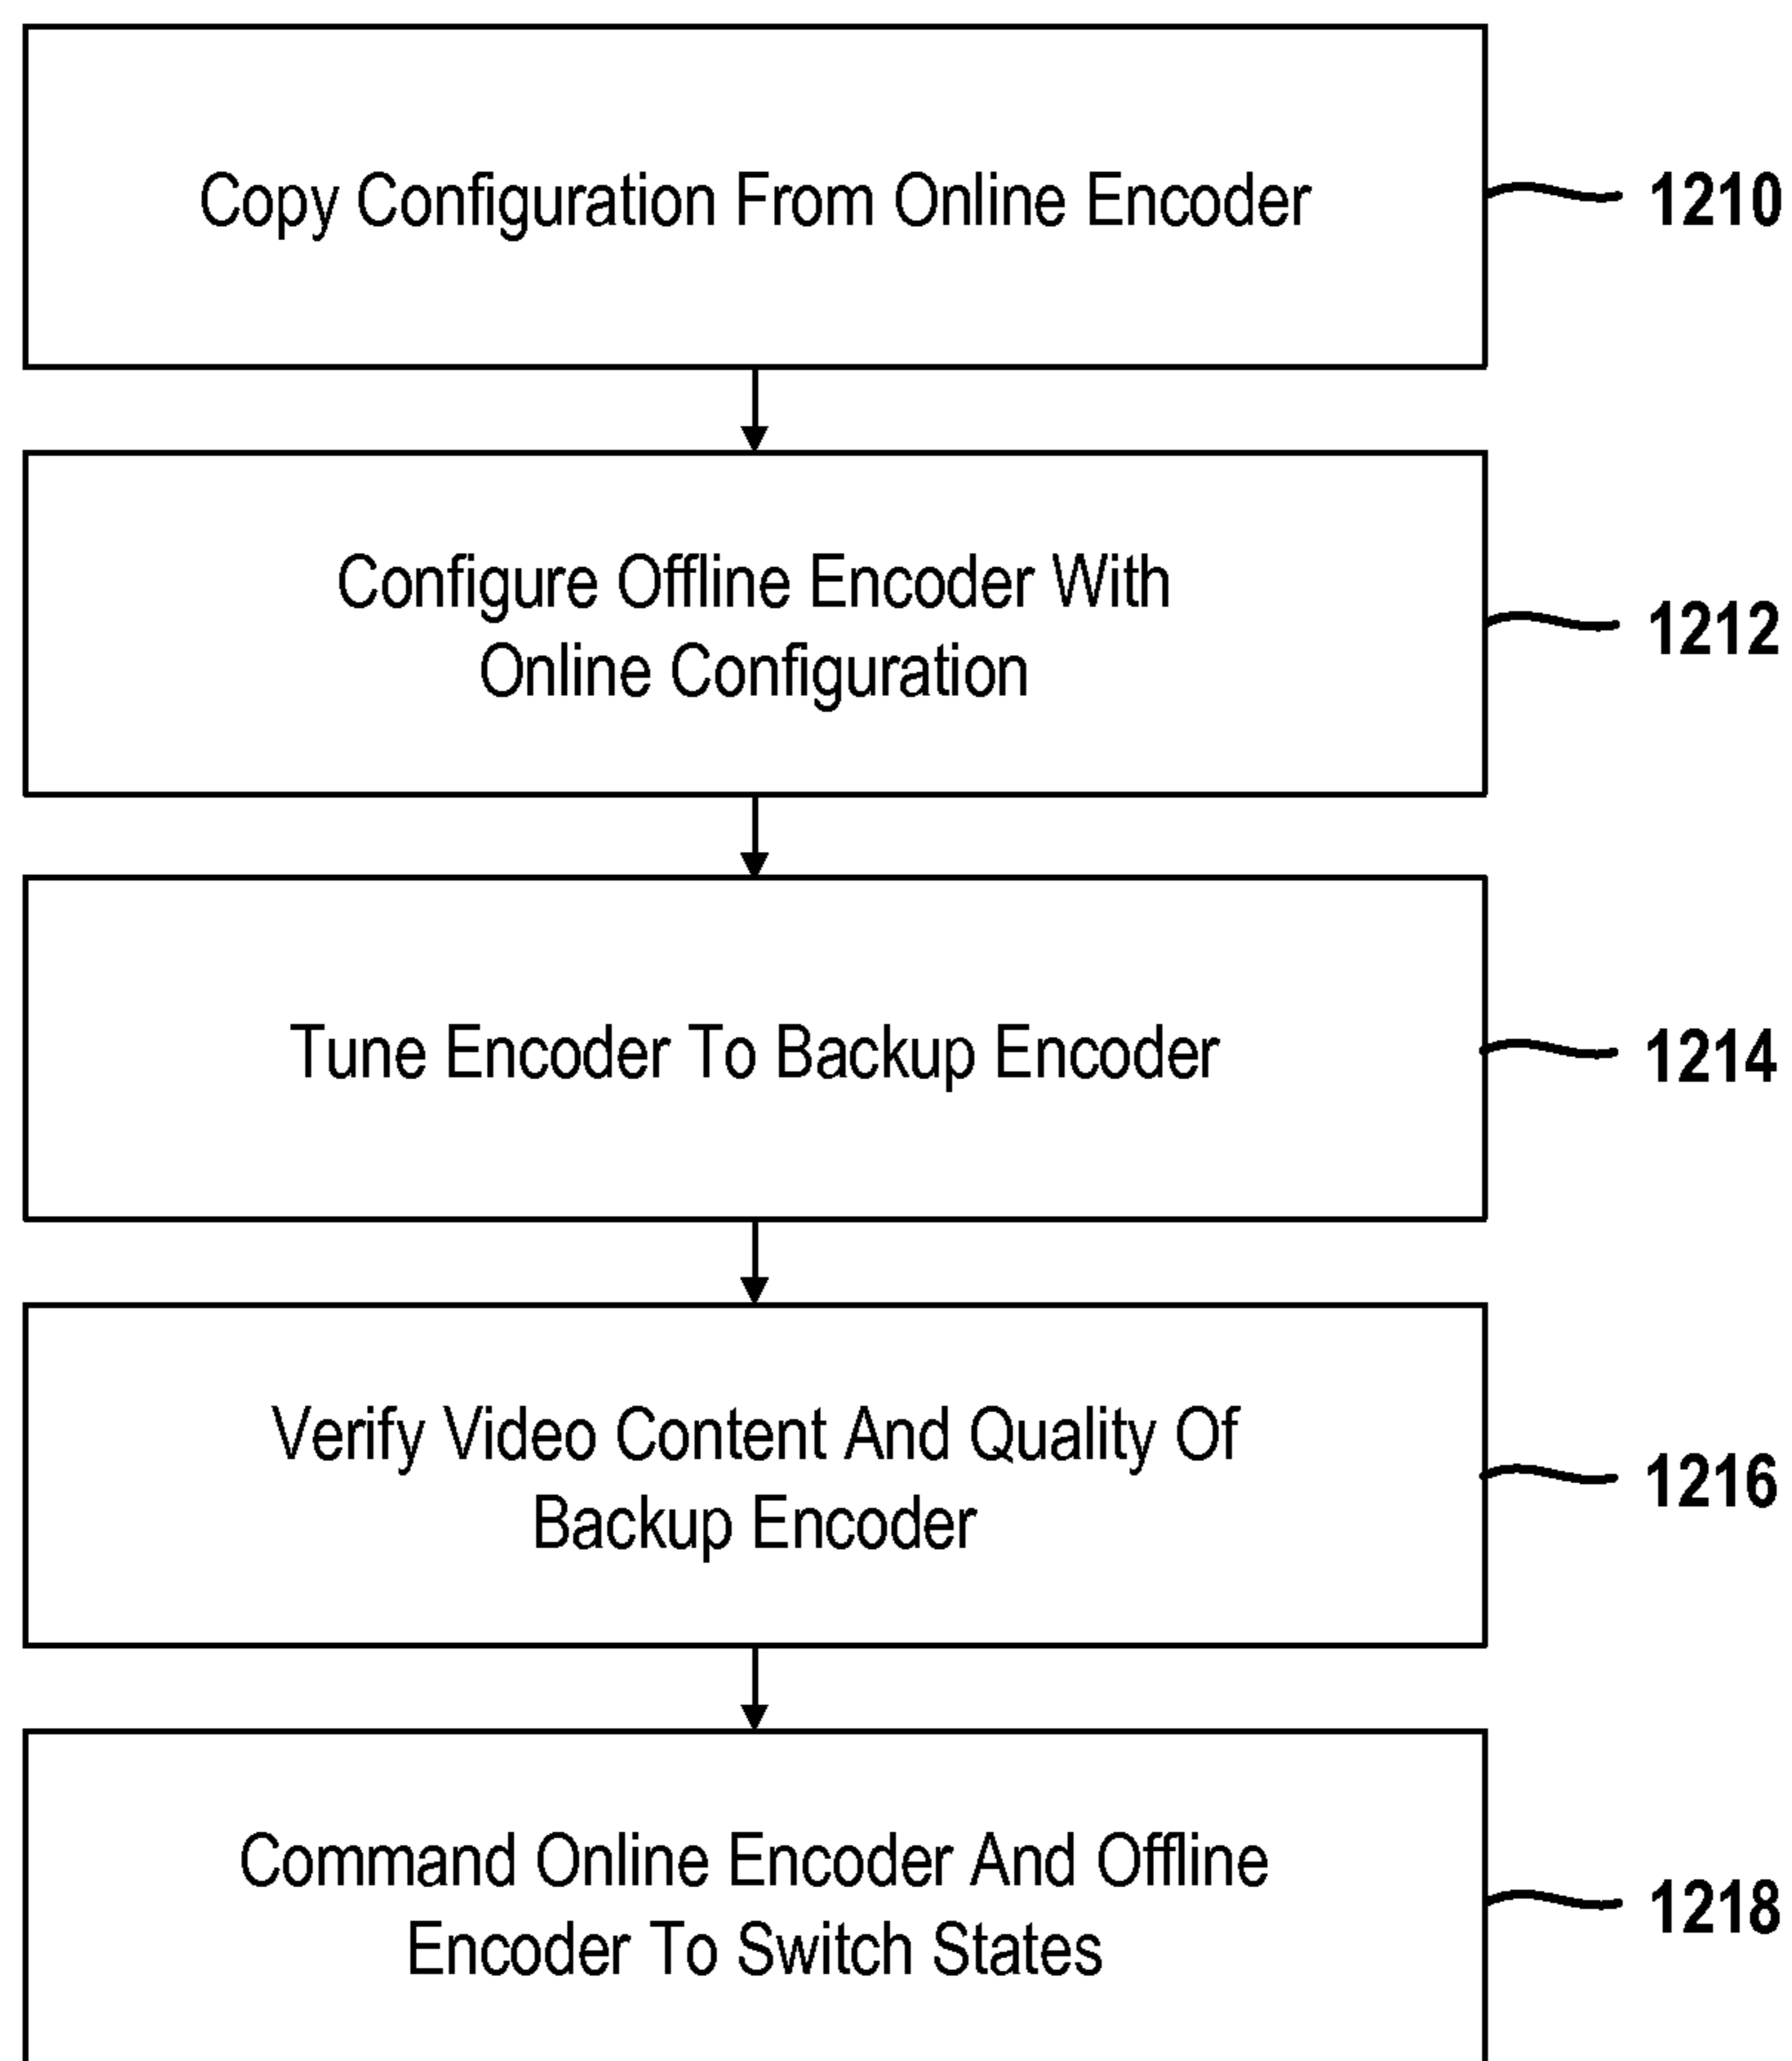 Copy Configuration From Online Encoder
1210
Configure Offline Encoder With
Online Configuration
1212
Tune Encoder To Backup Encoder
1214
Verify Video Content And Quality Of
Backup Encoder
1216
Command Online Encoder And Offline
Encoder To Switch States
1218